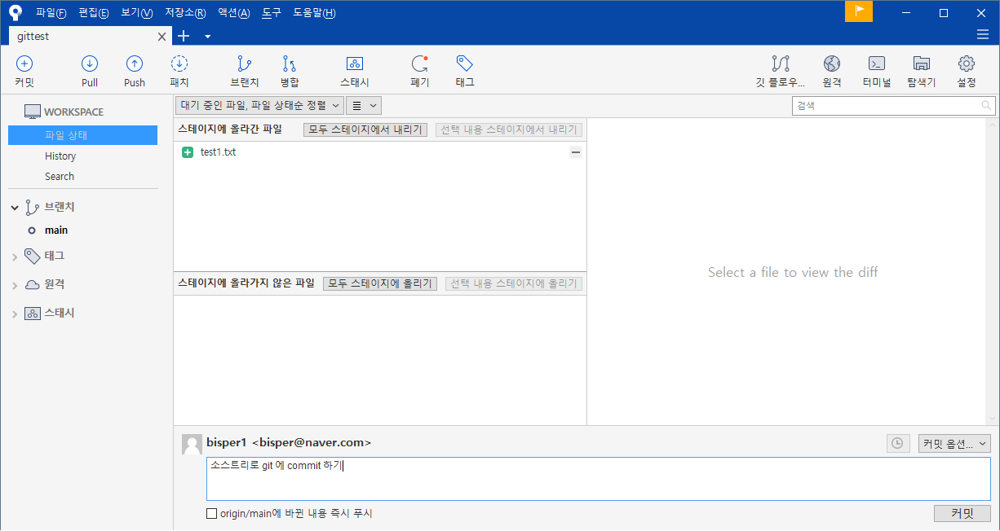 파일(F) 편집(E) 보기(V) 저장소(R) 액션(A) 도구 도움말(H)
gittest
커밋 Pull Push 패치 브랜치 병합 스태시 폐기 태그 깃 플로우... 원격 터미널 탐색기 설정
WORKSPACE
파일 상태
History
Search
브랜치
main
태그
원격
스태시
대기 중인 파일, 파일 상태순 정렬
검색
스테이지에 올라간 파일 모두 스테이지에서 내리기 선택 내용 스테이지에서 내리기
test1.txt
스테이지에 올라가지 않은 파일 모두 스테이지에 올리기 선택 내용 스테이지에 올리기
Select a file to view the diff
bisper1 <bisper@naver.com>
커밋 옵션...
소스트리로 git 에 commit 하기
origin/main에 바뀐 내용 즉시 푸시
커밋